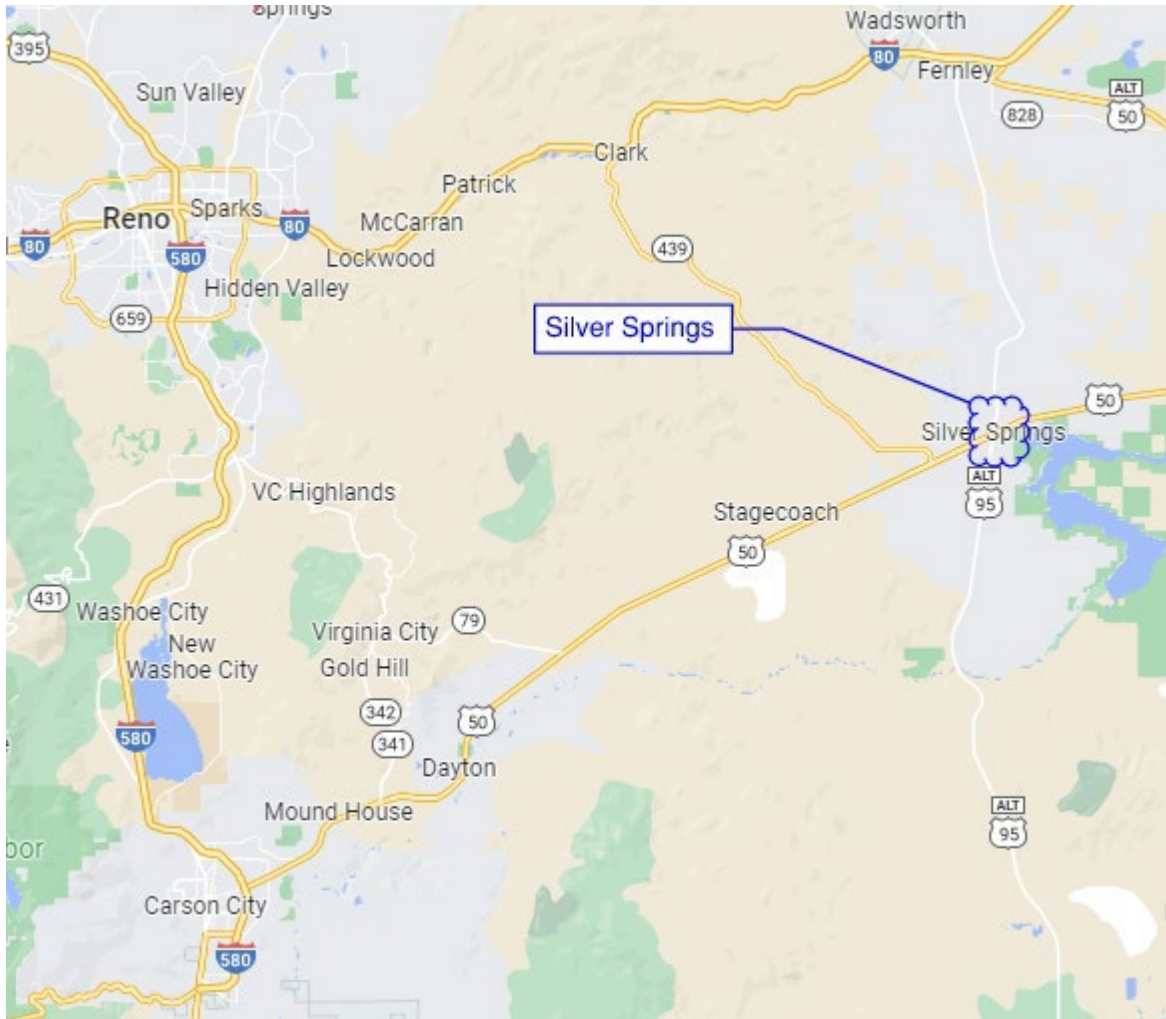 Springs
Wadsworth
395
80
Fernley
Sun Valley
ALT
50
828
Clark
Patrick
Reno
Sparks
80
McCarran
80
580
Lockwood
439
Hidden Valley
659
Silver Springs
50
Silver Springs
ALT
95
VC Highlands
Stagecoach
50
431
Washoe City
79
Virginia City
New
Washoe City
Gold Hill
342
50
580
341
Dayton
Mound House
ALT
95
Carson City
580